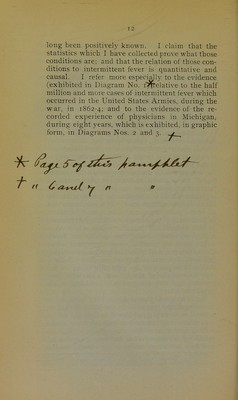 12
long been positively known. I claim that the
statistics which I have collected prove what those
conditions are; and that the relation of those con-
ditions to intermittent fever is quantitative and
causal. I refer more especially to the evidence
(exhibited in Diagram No. 1)* relative to the half
million and more cases of intermittent fever which
occurred in the United States Armies, during the
war, in 1862-4; and to the evidence of the re-
corded experience of physicians in Michigan,
during eight years, which is exhibited, in graphic
form, in Diagrams Nos. 2 and 3. †
* Page 5 of this pamphlet
† " 6 and 7 " "